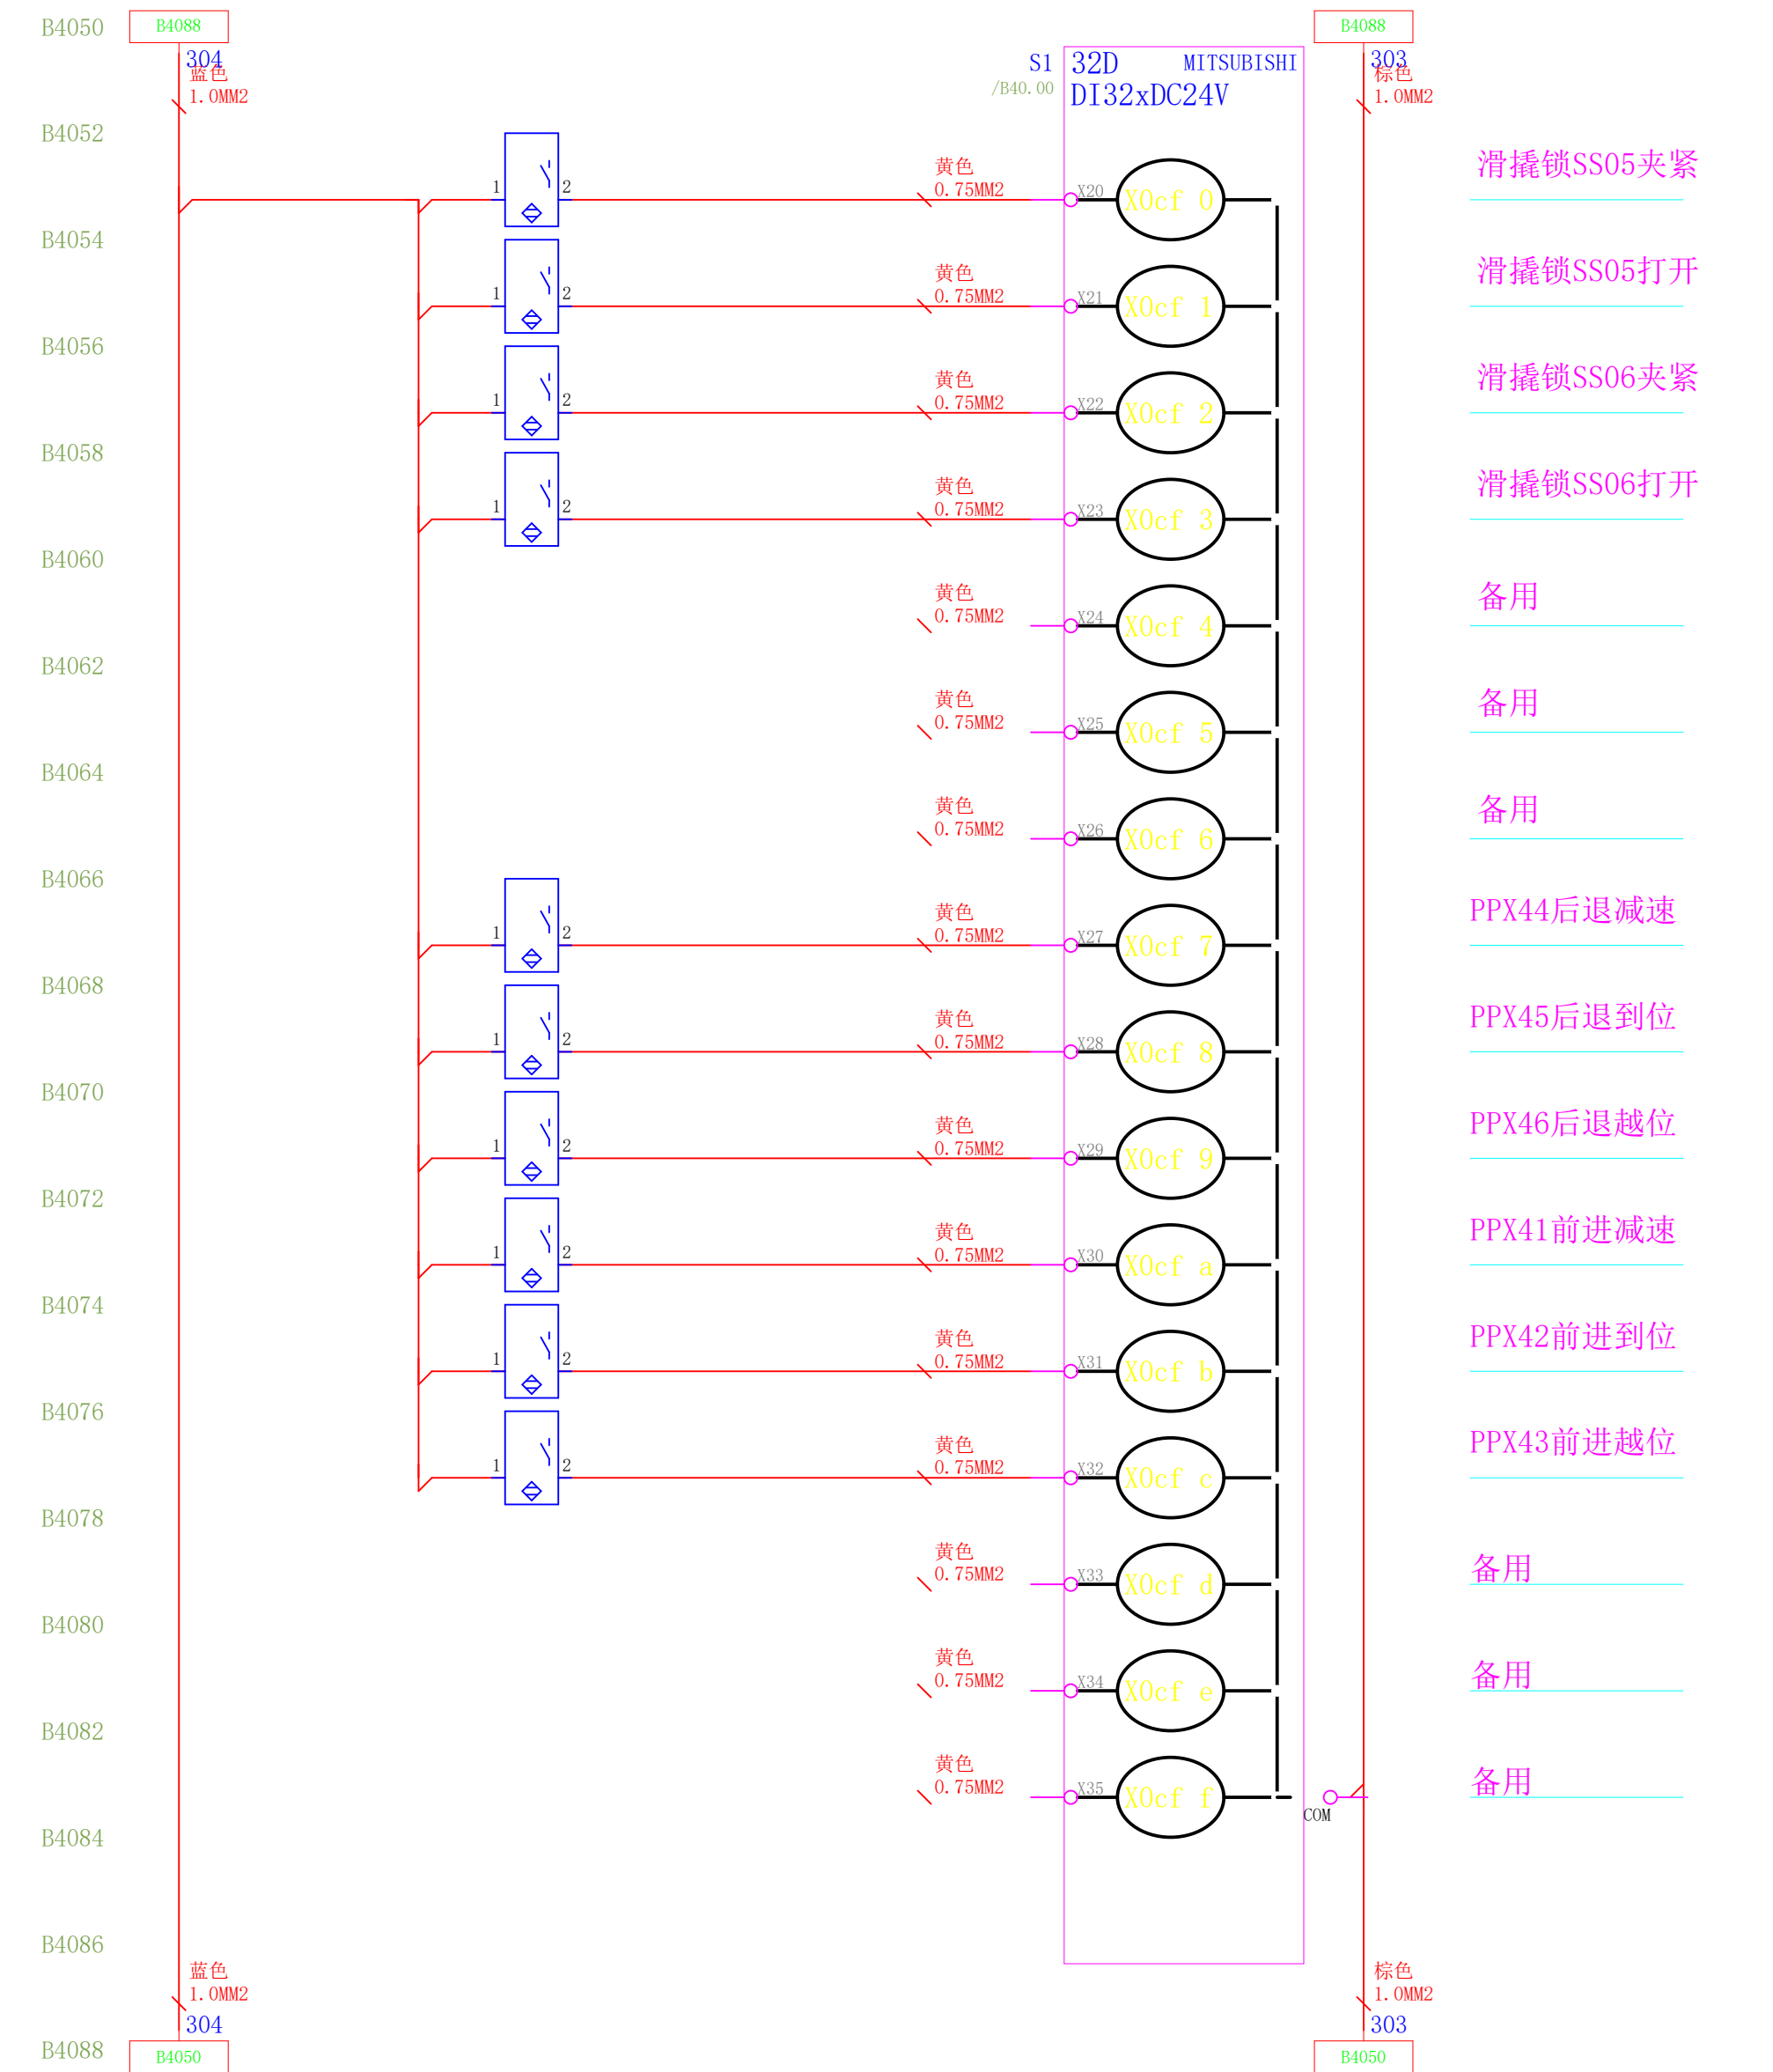 B4050
B4088
304
蓝色
1.0MM2
S1
/B40.00
32D
MITSUBISHI
DI32xDC24V
B4088
303
棕色
1.0MM2
B4052
1
2
黄色
0.75MM2
X20
X0cf 0
滑撬锁SS05夹紧
B4054
1
2
黄色
0.75MM2
X21
X0cf 1
滑撬锁SS05打开
B4056
1
2
黄色
0.75MM2
X22
X0cf 2
滑撬锁SS06夹紧
B4058
1
2
黄色
0.75MM2
X23
X0cf 3
滑撬锁SS06打开
B4060
黄色
0.75MM2
X24
X0cf 4
备用
B4062
黄色
0.75MM2
X25
X0cf 5
备用
B4064
黄色
0.75MM2
X26
X0cf 6
备用
B4066
1
2
黄色
0.75MM2
X27
X0cf 7
PPX44后退减速
B4068
1
2
黄色
0.75MM2
X28
X0cf 8
PPX45后退到位
B4070
1
2
黄色
0.75MM2
X29
X0cf 9
PPX46后退越位
B4072
1
2
黄色
0.75MM2
X30
X0cf a
PPX41前进减速
B4074
1
2
黄色
0.75MM2
X31
X0cf b
PPX42前进到位
B4076
1
2
黄色
0.75MM2
X32
X0cf c
PPX43前进越位
B4078
黄色
0.75MM2
X33
X0cf d
备用
B4080
黄色
0.75MM2
X34
X0cf e
备用
B4082
黄色
0.75MM2
X35
X0cf f
COM
备用
B4084
B4086
蓝色
1.0MM2
304
棕色
1.0MM2
303
B4088
B4050
B4050